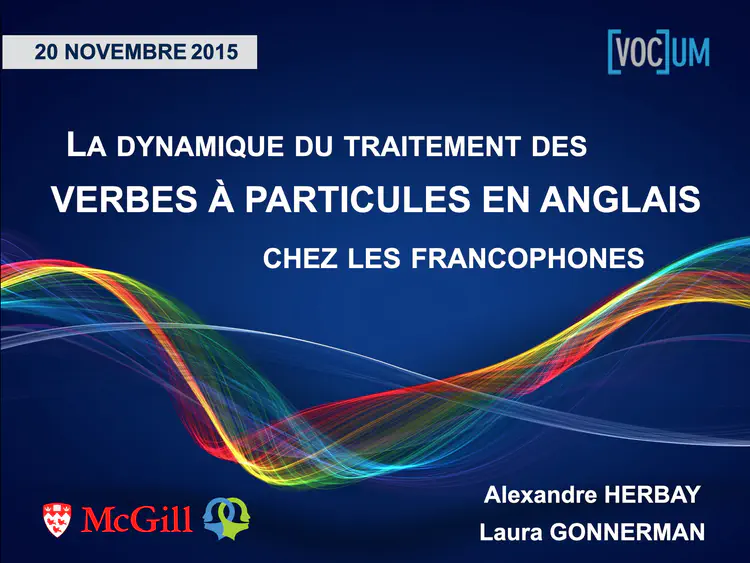 20 NOVEMBRE 2015
[VOC]UM
LA DYNAMIQUE DU TRAITEMENT DES
VERBES À PARTICULES EN ANGLAIS
CHEZ LES FRANCOPHONES
Alexandre HERBAY
McGill
Laura GONNERMAN